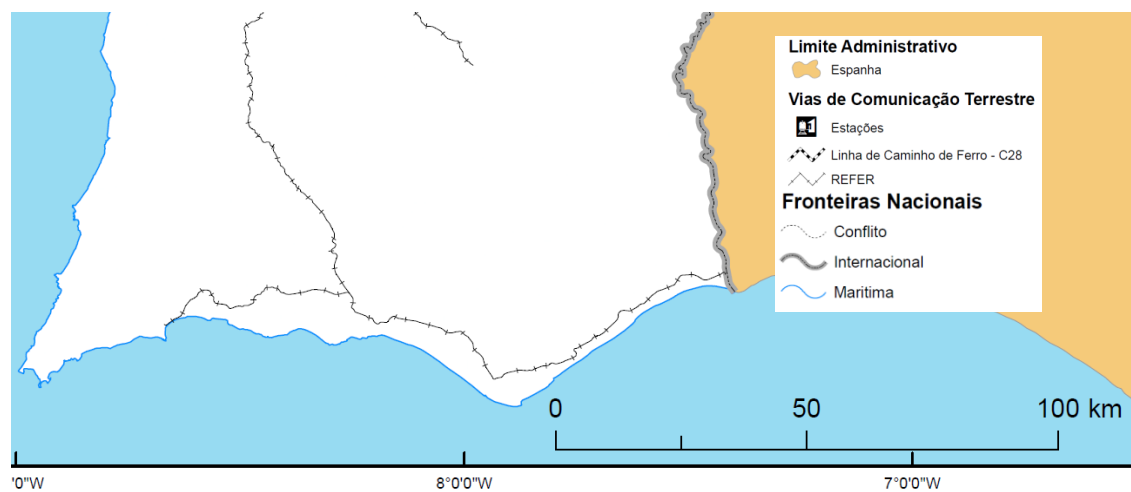 Limite Administrativo
Espanha
Vias de Comunicação Terrestre
Estações
Linha de Caminho de Ferro - C28
REFER
Fronteiras Nacionais
Conflito
Internacional
Maritima
0 50 100 km
'0"W 8°0'0"W 7°0'0"W